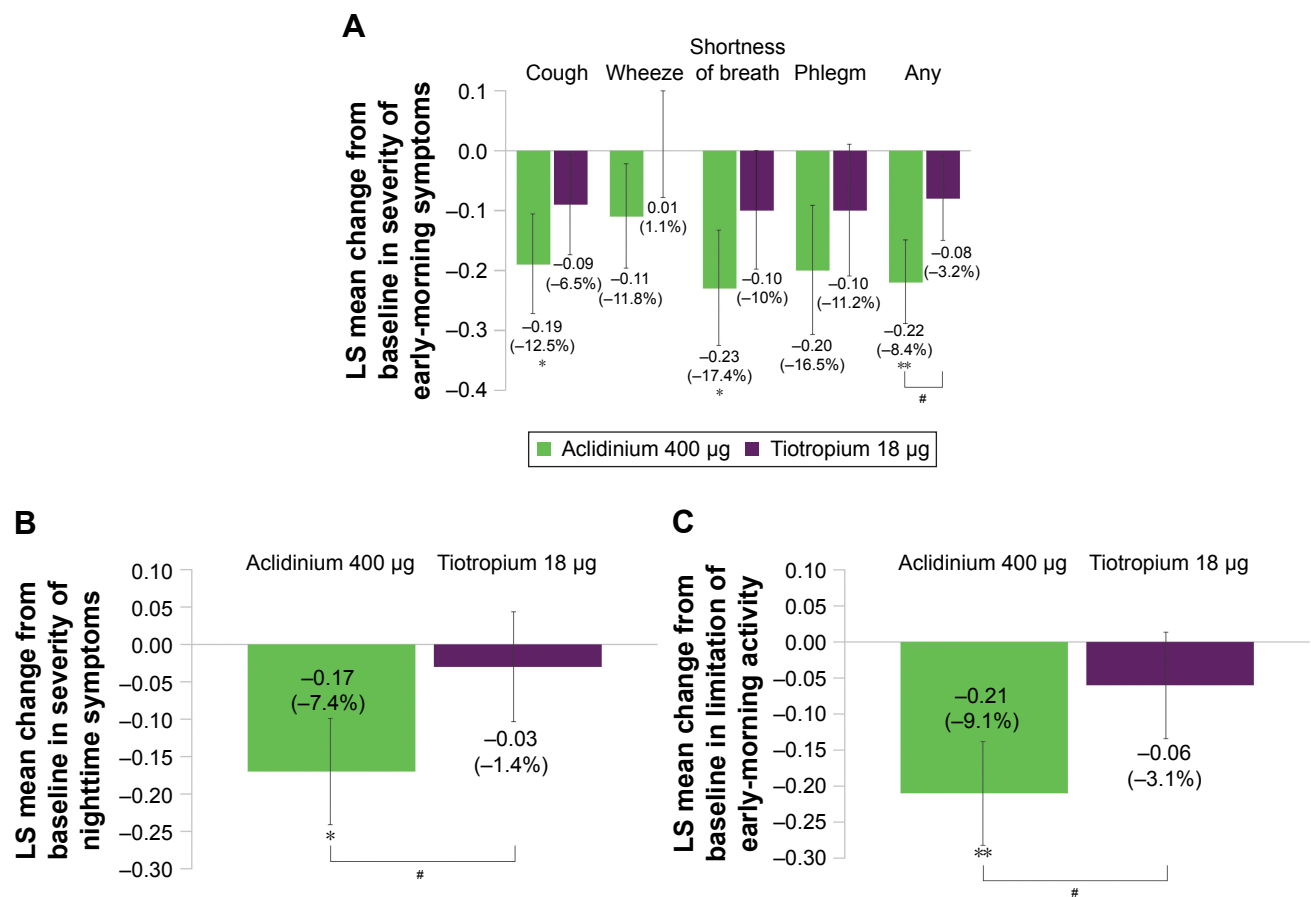 A
LS mean change from
baseline in severity of
early-morning symptoms
Cough
Wheeze
Shortness
of breath
Phlegm
Any
0.1
0.0
–0.1
–0.2
–0.3
–0.4
–0.19
(–12.5%)
*
–0.09
(–6.5%)
–0.11
(–11.8%)
0.01
(1.1%)
–0.23
(–17.4%)
*
–0.10
(–10%)
–0.20
(–16.5%)
–0.10
(–11.2%)
–0.22
(–8.4%)
**
–0.08
(–3.2%)
#
Aclidinium 400 µg
Tiotropium 18 µg
B
LS mean change from
baseline in severity of
nighttime symptoms
Aclidinium 400 µg
Tiotropium 18 µg
0.10
0.05
0.00
–0.05
–0.10
–0.15
–0.20
–0.25
–0.30
–0.17
(–7.4%)
*
–0.03
(–1.4%)
#
C
LS mean change from
baseline in limitation of
early-morning activity
Aclidinium 400 µg
Tiotropium 18 µg
0.10
0.05
0.00
–0.05
–0.10
–0.15
–0.20
–0.25
–0.30
–0.21
(–9.1%)
**
–0.06
(–3.1%)
#